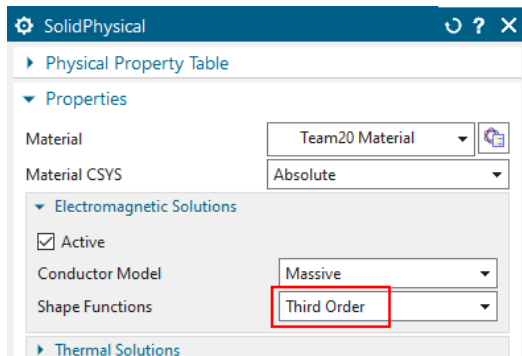 SolidPhysical
Physical Property Table
Properties
Material Team20 Material
Material CSYS Absolute
Electromagnetic Solutions
Active
Conductor Model Massive
Shape Functions Third Order
Thermal Solutions